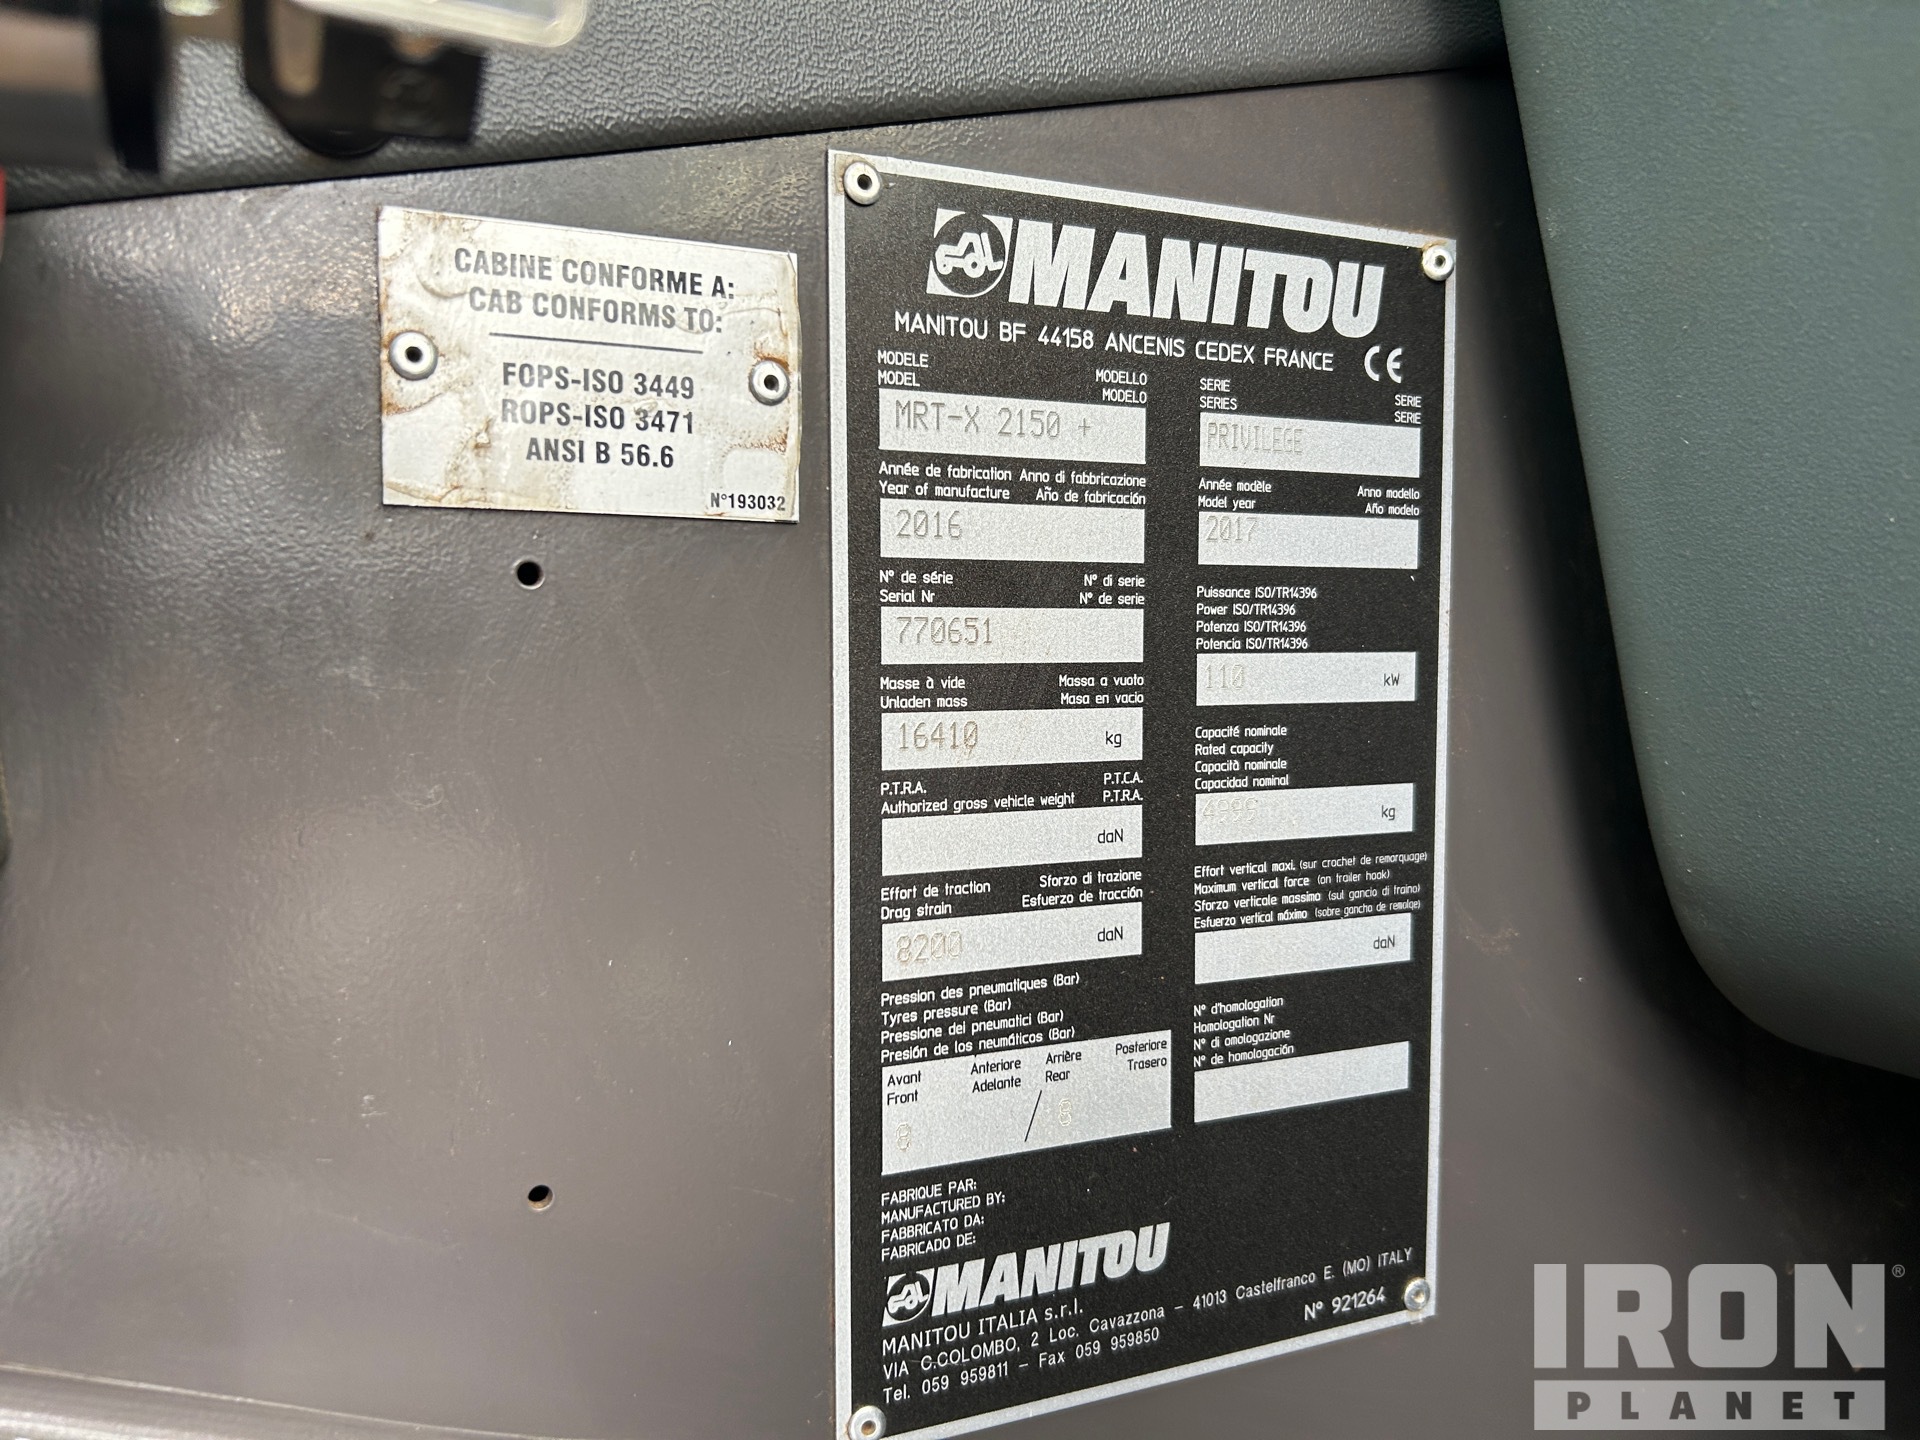 CABINE CONFORME A:
CAB CONFORMS TO:
FOPS-ISO 3449
ROPS-ISO 3471
ANSI B 56.6
N°193032
MANITOU
MANITOU BF 44158 ANCENIS CEDEX FRANCE CE
MODELE
MODEL MODELLO
MODELO
MRT-X 2150 +
SERIE SERIE
SERIES SERIE
PRIVILEGE
Année de fabrication Anno di fabbricazione
Year of manufacture Año de fabricación
2016
Année modèle Anno modello
Model year Año modelo
2017
N° de série N° di serie
Serial Nr N° de serie
770651
Puissance ISO/TR14396
Power ISO/TR14396
Potenza ISO/TR14396
Potencia ISO/TR14396
110 kW
Masse à vide Massa a vuoto
Unladen mass Masa en vacio
16410 kg
Capacité nominale
Rated capacity
Capacità nominale
Capacidad nominal
4999 kg
P.T.R.A. P.T.C.A.
Authorized gross vehicle weight P.T.R.A.
daN
Effort vertical maxi. (sur crochet de remorquage)
Maximum vertical force (on trailer hook)
Sforzo verticale massimo (sul gancio di traino)
Esfuerzo vertical máximo (sobre gancho de remolqe)
daN
Effort de traction Sforzo di trazione
Drag strain Esfuerzo de tracción
8200 daN
Pression des pneumatiques (Bar)
Tyres pressure (Bar)
Pressione dei pneumatici (Bar)
Presión de los neumáticos (Bar)
Avant Anteriore Arrière Posteriore
Front Adelante / Rear Trasero
8 8
N° d'homologation
Homologation Nr
N° di omologazione
N° de homologación
FABRIQUE PAR:
MANUFACTURED BY:
FABBRICATO DA:
FABRICADO DE:
MANITOU
MANITOU ITALIA s.r.l.
VIA C.COLOMBO, 2 Loc. Cavazzona - 41013 Castelfranco E. (MO) ITALY
Tel. 059 959811 - Fax 059 959850
N° 921264
IRON ®
PLANET